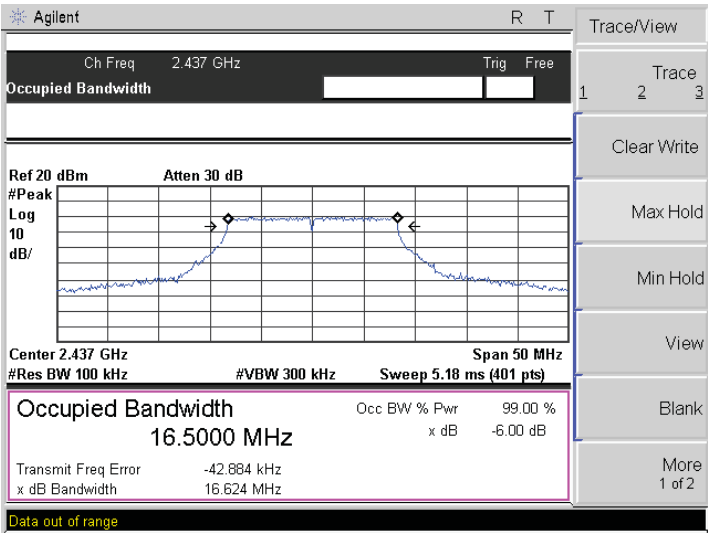 Agilent R T
Ch Freq 2.437 GHz Trig Free
Occupied Bandwidth
Ref 20 dBm Atten 30 dB
#Peak
Log
10
dB/
Center 2.437 GHz Span 50 MHz
#Res BW 100 kHz #VBW 300 kHz Sweep 5.18 ms (401 pts)
Occupied Bandwidth
16.5000 MHz
Occ BW % Pwr 99.00 %
x dB -6.00 dB
Transmit Freq Error -42.884 kHz
x dB Bandwidth 16.624 MHz
Data out of range
Trace/View
Trace
1 2 3
Clear Write
Max Hold
Min Hold
View
Blank
More
1 of 2